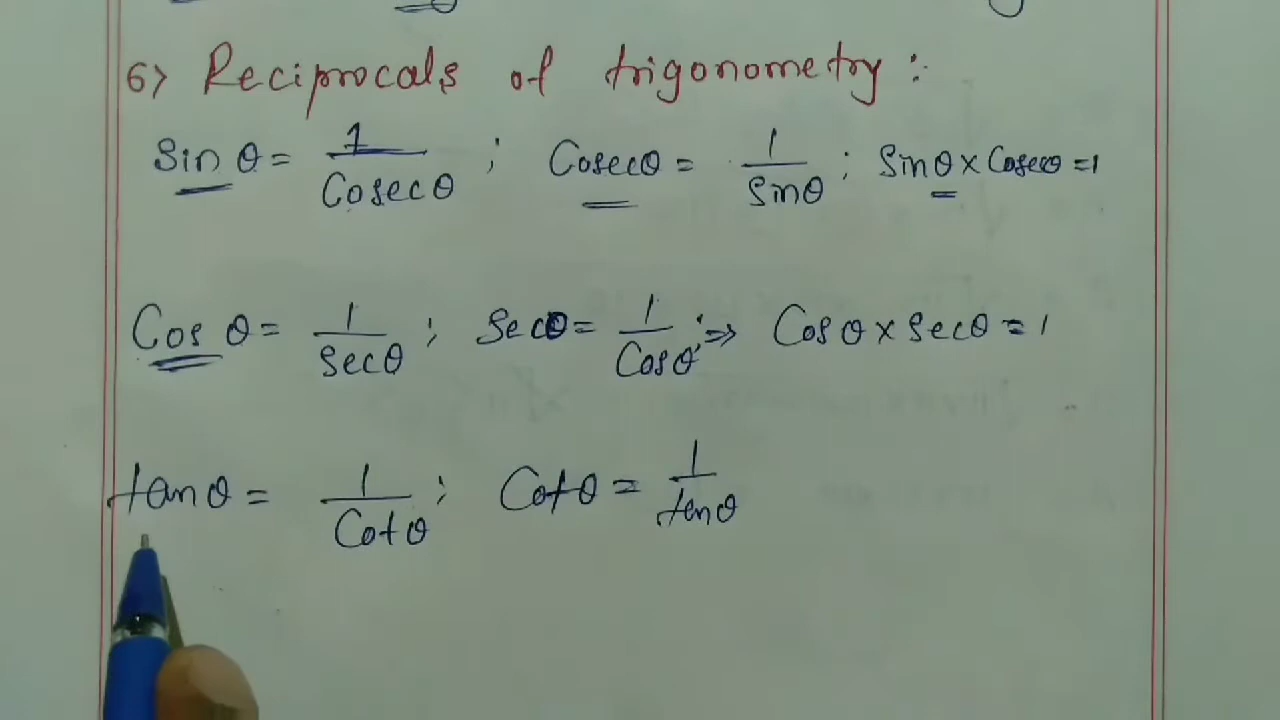 6) Reciprocals of trigonometry :-
Sin θ = 1/Cosec θ ; Cosec θ = 1/Sin θ ; Sin θ × Cosec θ = 1
Cos θ = 1/Sec θ ; Sec θ = 1/Cos θ ; ⇒ Cos θ × Sec θ = 1
tan θ = 1/Cot θ ; Cot θ = 1/tan θ